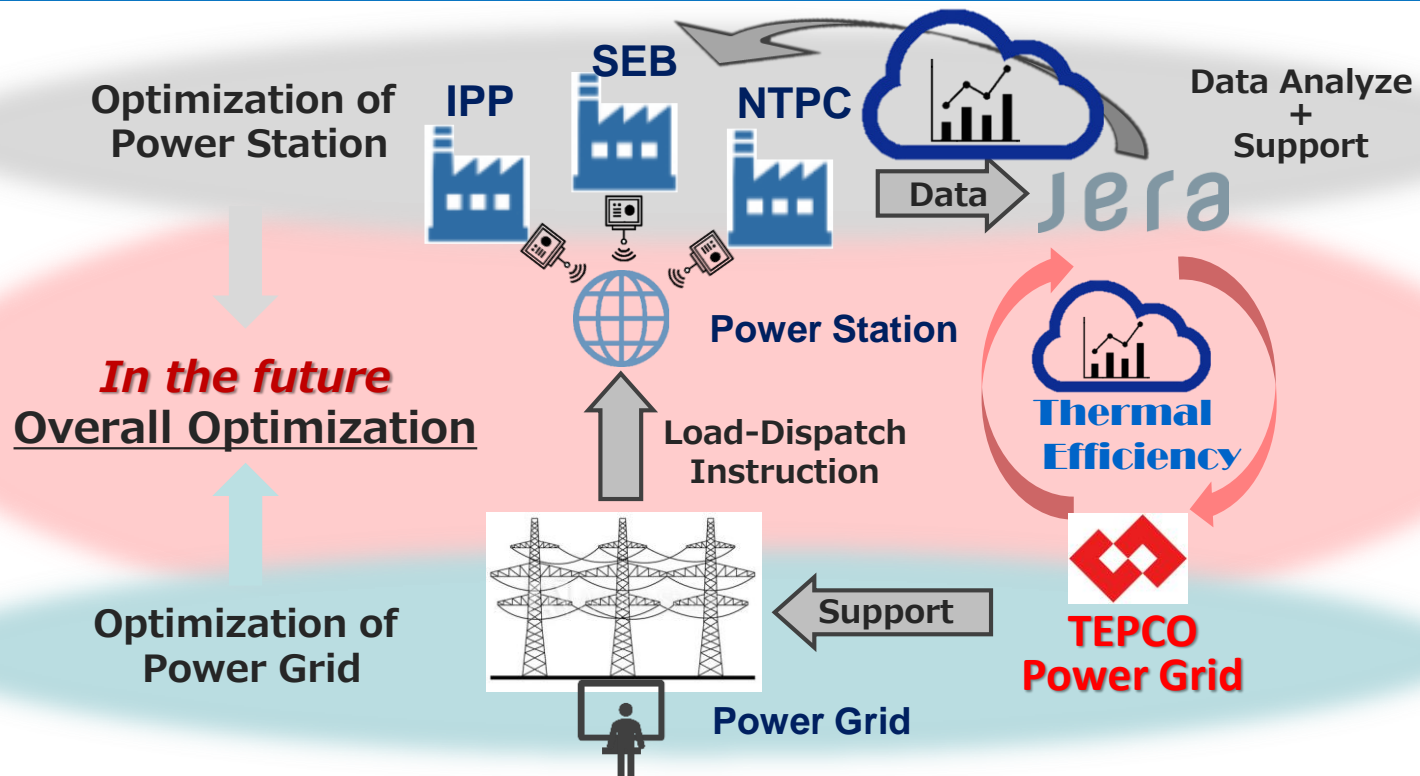 SEB
IPP
NTPC
Optimization of
Power Station
Data Analyze
+
Support
Data
Jera
Power Station
In the future
Overall Optimization
Thermal
Efficiency
Load-Dispatch
Instruction
Optimization of
Power Grid
Support
TEPCO
Power Grid
Power Grid